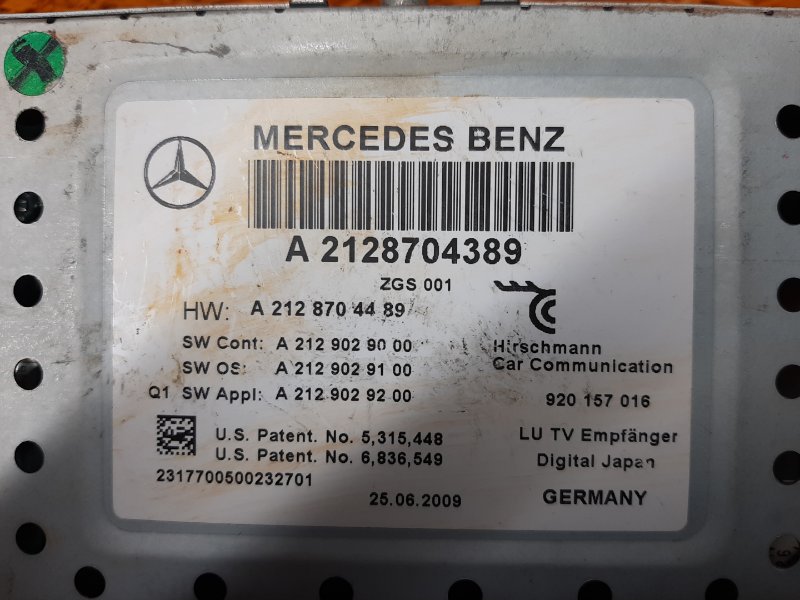 MERCEDES BENZ
A 2128704389
ZGS 001
HW: A 212 870 44 89
SW Cont: A 212 902 90 00
SW OS: A 212 902 91 00
Q1 SW Appl: A 212 902 92 00
Hirschmann
Car Communication
920 157 016
U.S. Patent. No. 5,315,448
U.S. Patent. No. 6,836,549
2317700500232701
25.06.2009
LU TV Empfänger
Digital Japan
GERMANY